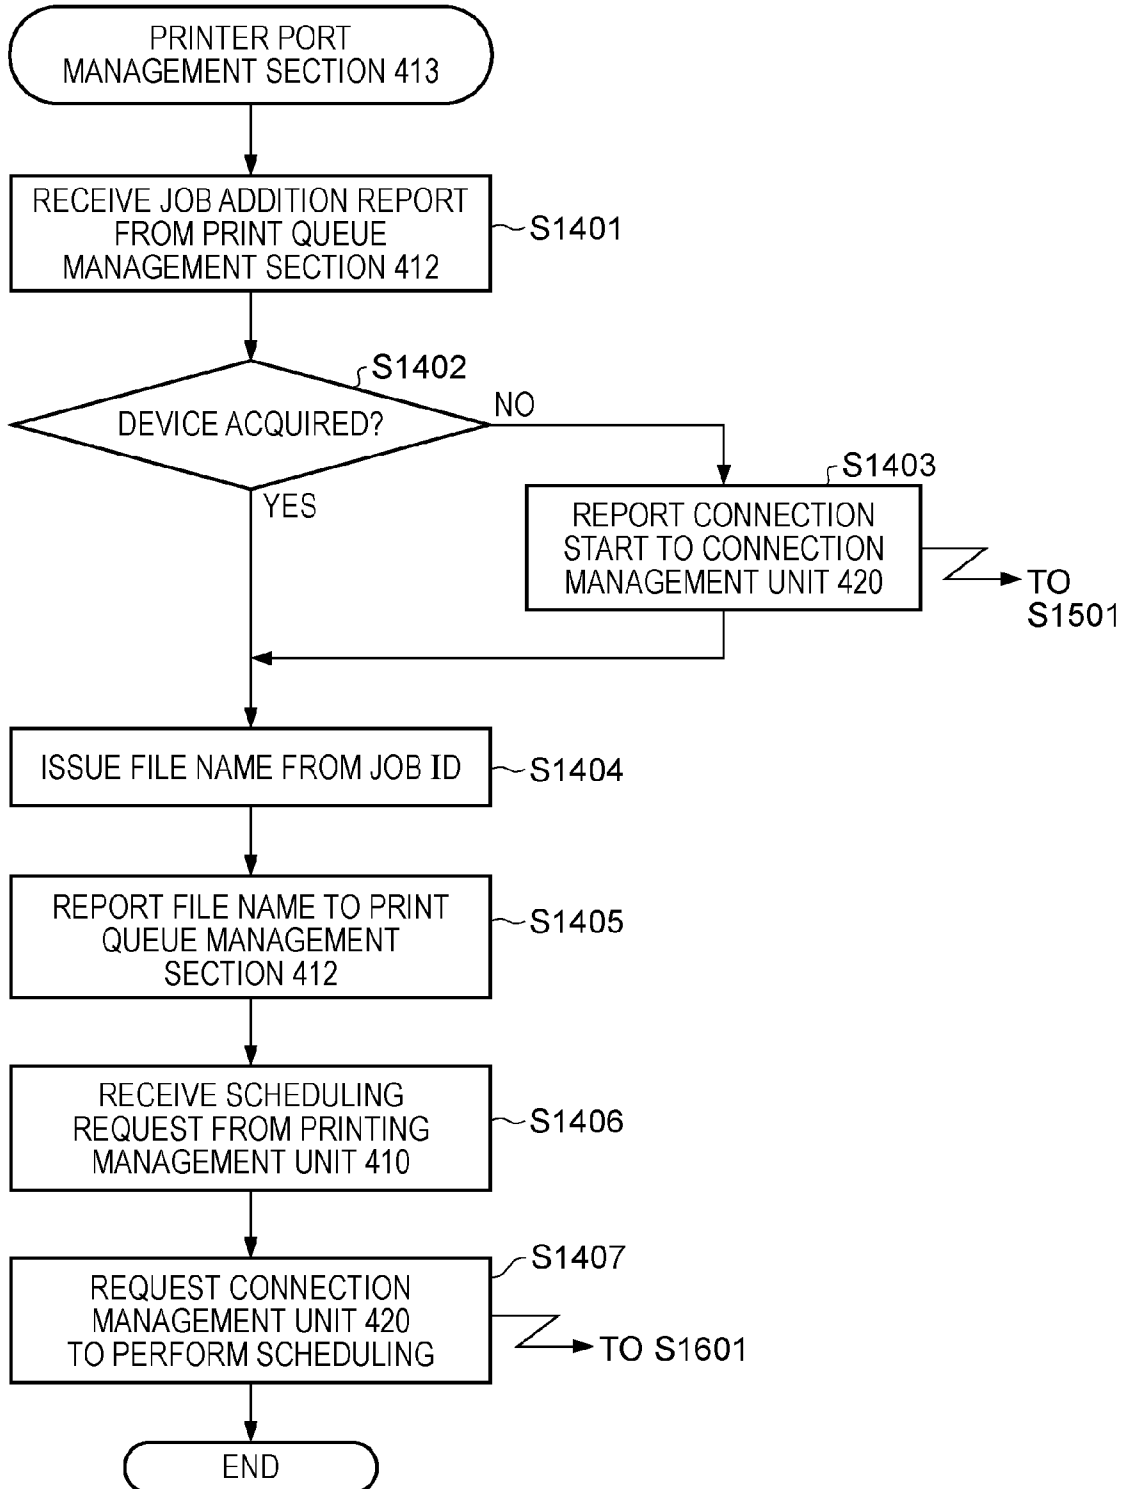 PRINTER PORT
MANAGEMENT SECTION 413
RECEIVE JOB ADDITION REPORT
FROM PRINT QUEUE
MANAGEMENT SECTION 412
S1401
S1402
DEVICE ACQUIRED?
NO
YES
S1403
REPORT CONNECTION
START TO CONNECTION
MANAGEMENT UNIT 420
TO
S1501
ISSUE FILE NAME FROM JOB ID
S1404
REPORT FILE NAME TO PRINT
QUEUE MANAGEMENT
SECTION 412
S1405
RECEIVE SCHEDULING
REQUEST FROM PRINTING
MANAGEMENT UNIT 410
S1406
S1407
REQUEST CONNECTION
MANAGEMENT UNIT 420
TO PERFORM SCHEDULING
TO S1601
END